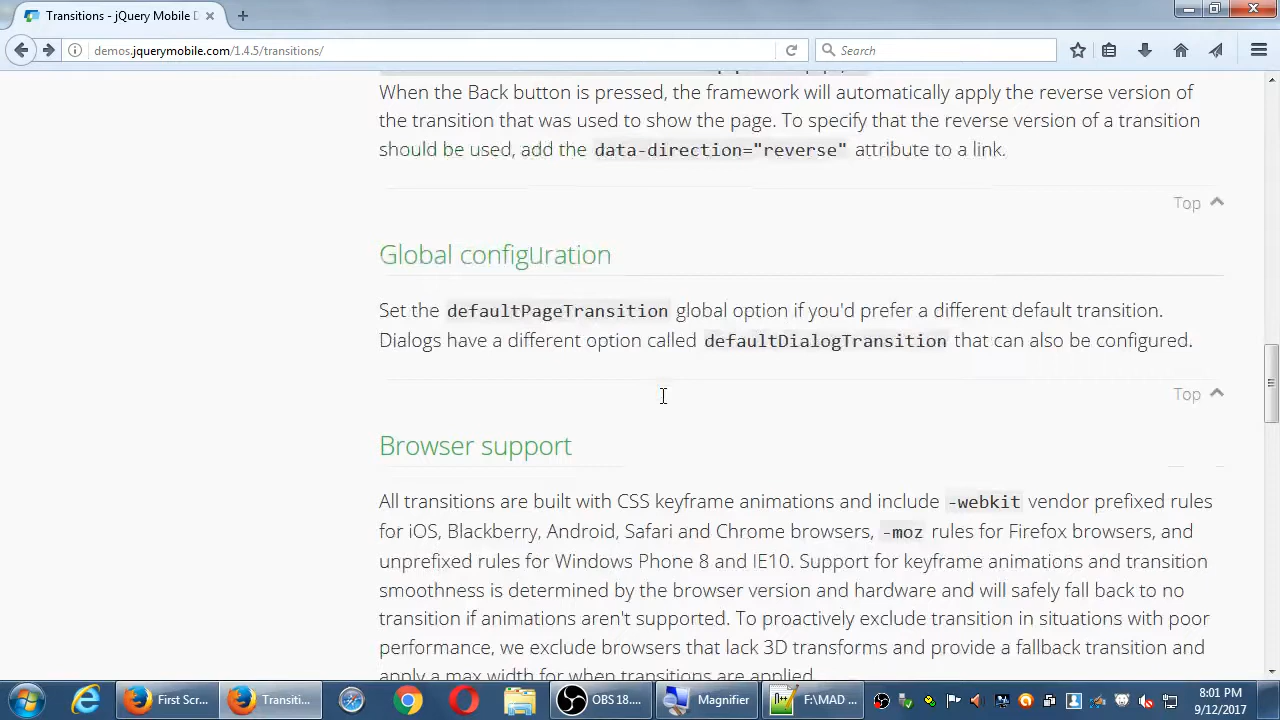 Transitions - jQuery Mobile D
demos.jquerymobile.com/1.4.5/transitions/
Search
When the Back button is pressed, the framework will automatically apply the reverse version of
the transition that was used to show the page. To specify that the reverse version of a transition
should be used, add the data-direction="reverse" attribute to a link.
Top
Global configuration
Set the defaultPageTransition global option if you'd prefer a different default transition.
Dialogs have a different option called defaultDialogTransition that can also be configured.
Top
Browser support
All transitions are built with CSS keyframe animations and include -webkit vendor prefixed rules
for iOS, Blackberry, Android, Safari and Chrome browsers, -moz rules for Firefox browsers, and
unprefixed rules for Windows Phone 8 and IE10. Support for keyframe animations and transition
smoothness is determined by the browser version and hardware and will safely fall back to no
transition if animations aren't supported. To proactively exclude transition in situations with poor
performance, we exclude browsers that lack 3D transforms and provide a fallback transition and
apply a max width for when transitions are applied.
First Scr...
Transiti...
OBS 18....
Magnifier
F:\MAD ...
8:01 PM
9/12/2017